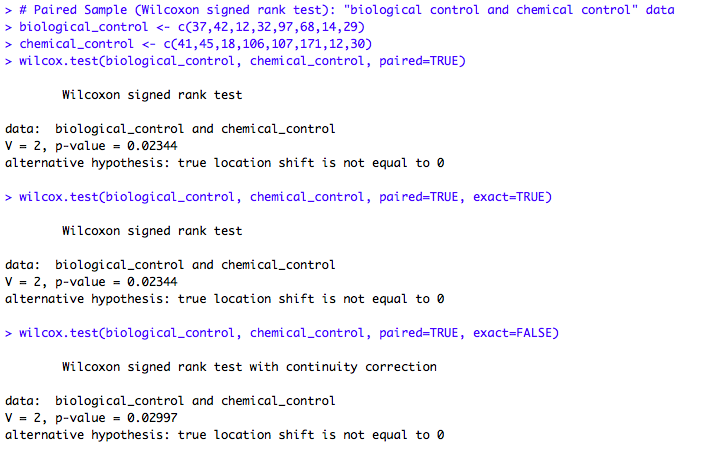 > # Paired Sample (Wilcoxon signed rank test): "biological control and chemical control" data
> biological_control <- c(37,42,12,32,97,68,14,29)
> chemical_control <- c(41,45,18,106,107,171,12,30)
> wilcox.test(biological_control, chemical_control, paired=TRUE)
Wilcoxon signed rank test
data:  biological_control and chemical_control
V = 2, p-value = 0.02344
alternative hypothesis: true location shift is not equal to 0
> wilcox.test(biological_control, chemical_control, paired=TRUE, exact=TRUE)
Wilcoxon signed rank test
data:  biological_control and chemical_control
V = 2, p-value = 0.02344
alternative hypothesis: true location shift is not equal to 0
> wilcox.test(biological_control, chemical_control, paired=TRUE, exact=FALSE)
Wilcoxon signed rank test with continuity correction
data:  biological_control and chemical_control
V = 2, p-value = 0.02997
alternative hypothesis: true location shift is not equal to 0